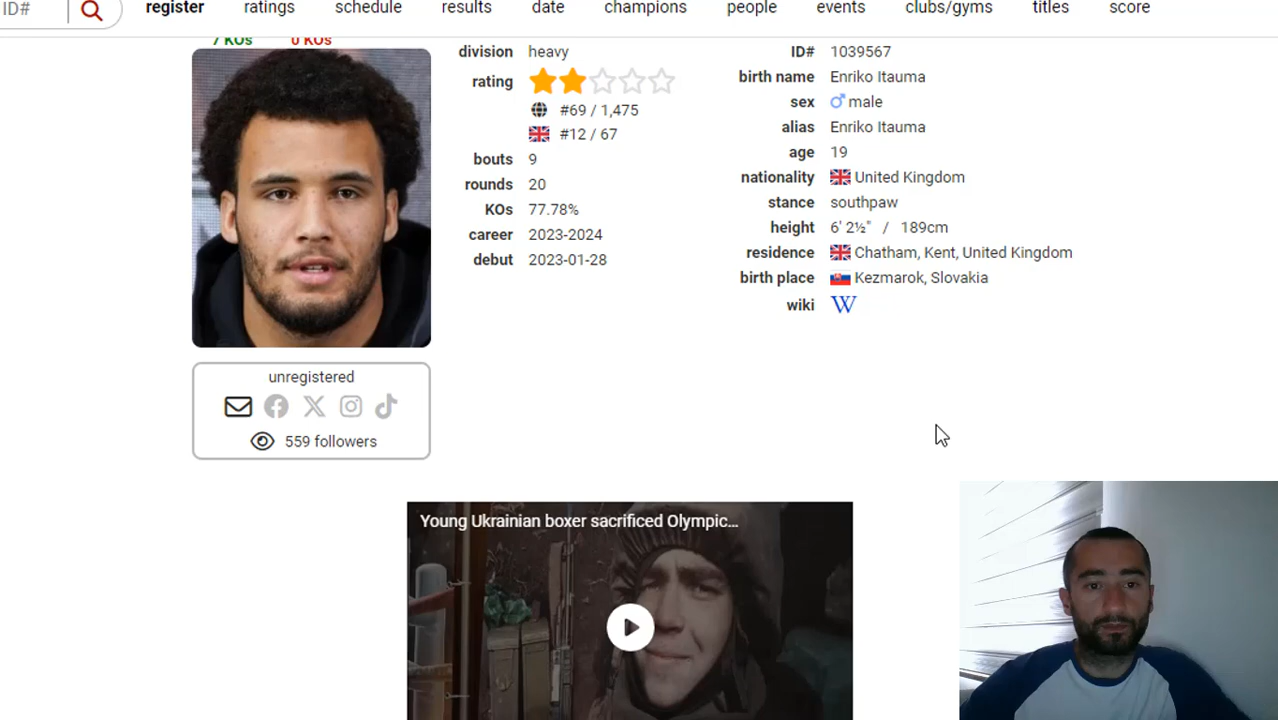 ID#
register ratings schedule results date champions people events clubs/gyms titles score
7 KOs 0 KOs
division heavy
rating
#69 / 1,475
#12 / 67
bouts 9
rounds 20
KOs 77.78%
career 2023-2024
debut 2023-01-28
ID# 1039567
birth name Enriko Itauma
sex ♂ male
alias Enriko Itauma
age 19
nationality United Kingdom
stance southpaw
height 6' 2½" / 189cm
residence Chatham, Kent, United Kingdom
birth place Kezmarok, Slovakia
wiki W
unregistered
559 followers
Young Ukrainian boxer sacrificed Olympic...